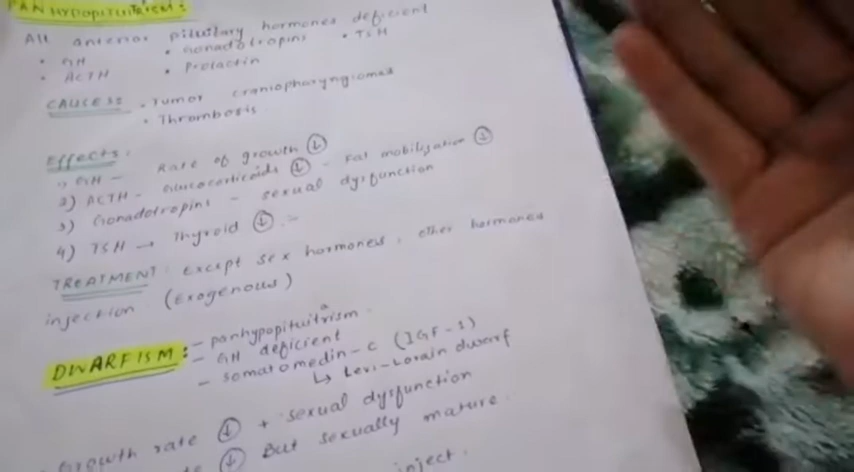 PANHYPOPITUITRISM:
All anterior pituitary hormones deficient
• GH • Gonadotropins • TSH
• ACTH • Prolactin
CAUSES: • Tumor craniopharyngiomas
• Thrombosis
Effects:
1) GH - Rate of growth ↓
2) ACTH - Glucocorticoids ↓ - Fat mobilization ↓
3) Gonadotropins - sexual dysfunction
4) TSH → Thyroid ↓ -
TREATMENT: Except sex hormones, other hormones
injection (Exogenous)
DWARFISM: - panhypopituitrism.
- GH deficient
- somatomedin-c (IGF-1)
↳ Levi-Lorain dwarf
Growth rate ↓ + sexual dysfunction
↓ But sexually mature.
inject.